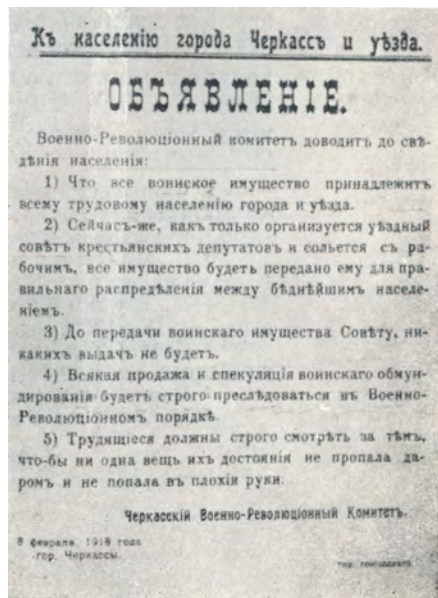 Къ населенію города Черкассъ и уѣзда.
ОБЪЯВЛЕНІЕ.
Военно-Революціонный комитетъ доводит до свѣ-
дѣнія населенія:
1) Что все воинское имущество принадлежитъ
всему трудовому населенію города и уѣзда.
2) Сейчасъ-же, какъ только организуется уѣздный
совѣтъ крестьянскихъ депутатов и сольется съ ра-
бочимъ, все имущество будетъ передано ему для пра-
вильнаго распредѣленія между бѣднѣйшимъ населе-
ніем.
3) До передачи воинскаго имущества Совѣту, ни-
какихъ выдачъ не будетъ.
4) Всякая продажа и спекуляція воинскаго обмун-
дированія будетъ строго преслѣдоваться въ Военно-
Революціонном порядкѣ.
5) Трудящіеся должны строго смотрѣть за тѣмъ,
что-бы ни одна вещь ихъ достоянія не пропала да-
ромъ и не попала въ плохія руки.
Черкасскій Военно-Революціонный Комитетъ.
8 февраля 1918 года
гор. Черкассы.
тир.